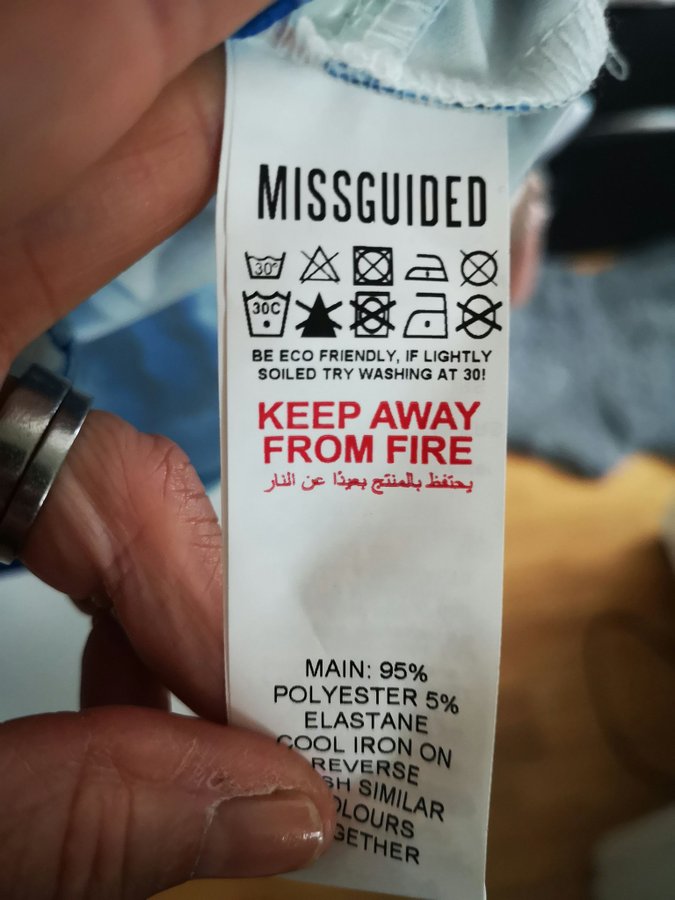 MISSGUIDED
30°
30C
BE ECO FRIENDLY, IF LIGHTLY
SOILED TRY WASHING AT 30!
KEEP AWAY
FROM FIRE
يحتفظ بالمنتج بعيدًا عن النار
MAIN: 95%
POLYESTER 5%
ELASTANE
COOL IRON ON
REVERSE
SIMILAR